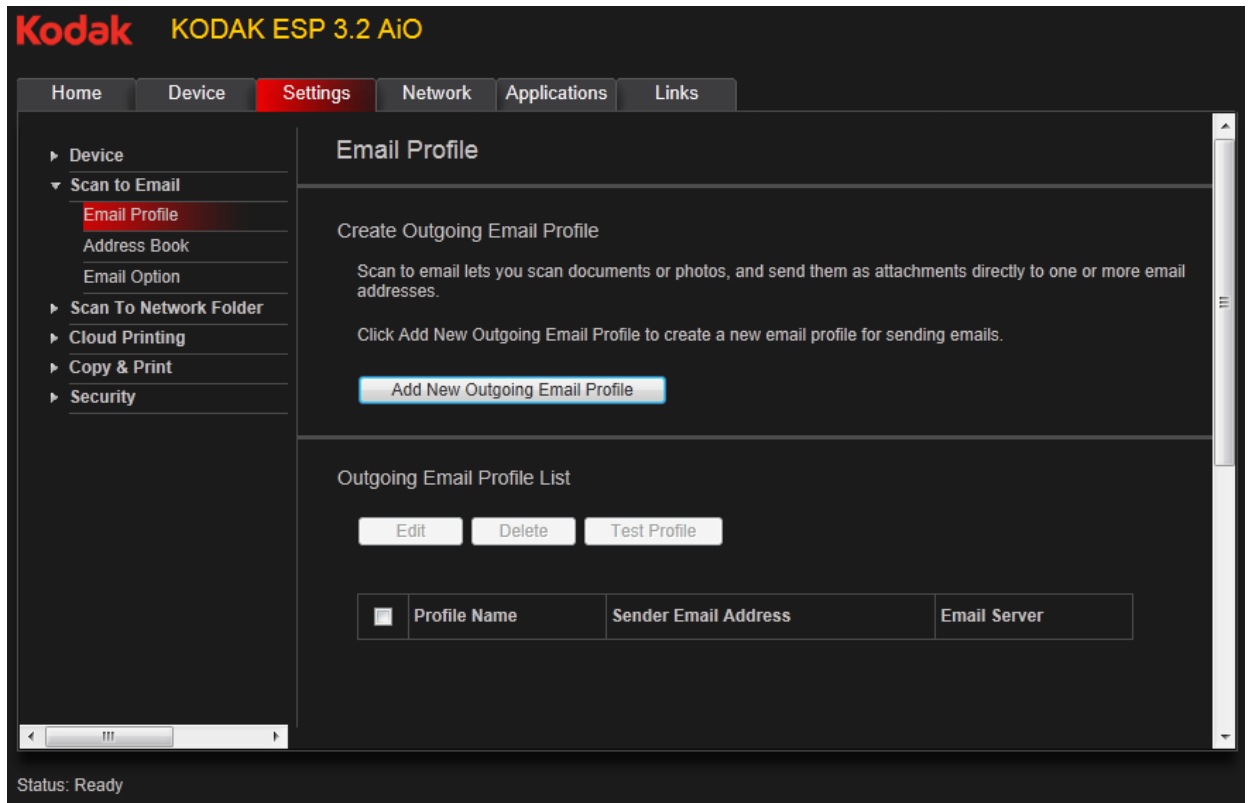 Kodak KODAK ESP 3.2 AiO
Home Device Settings Network Applications Links
Device
Scan to Email
Email Profile
Address Book
Email Option
Scan To Network Folder
Cloud Printing
Copy & Print
Security
Email Profile
Create Outgoing Email Profile
Scan to email lets you scan documents or photos, and send them as attachments directly to one or more email
addresses.
Click Add New Outgoing Email Profile to create a new email profile for sending emails.
Add New Outgoing Email Profile
Outgoing Email Profile List
Edit Delete Test Profile
Profile Name Sender Email Address Email Server
Status: Ready